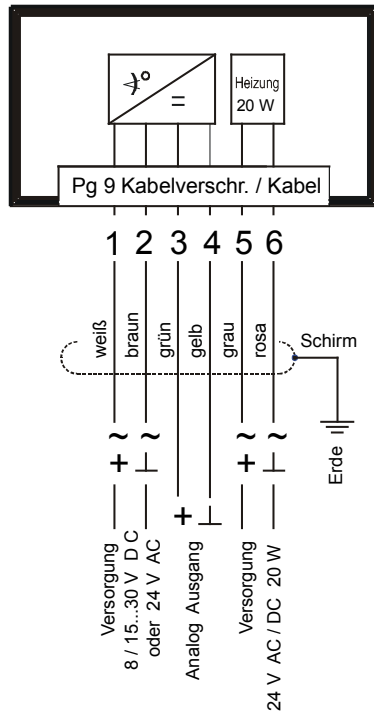 ∢°
=
Heizung
20 W
Pg 9 Kabelverschr. / Kabel
1 2 3 4 5 6
weiß
braun
grün
gelb
grau
rosa
Schirm
Erde
~ ~ ~ ~
+ ⊥ + ⊥
+ ⊥
Versorgung
8 / 15...30 V D C
oder 24 V AC
Analog Ausgang
Versorgung
24 V AC / DC 20 W